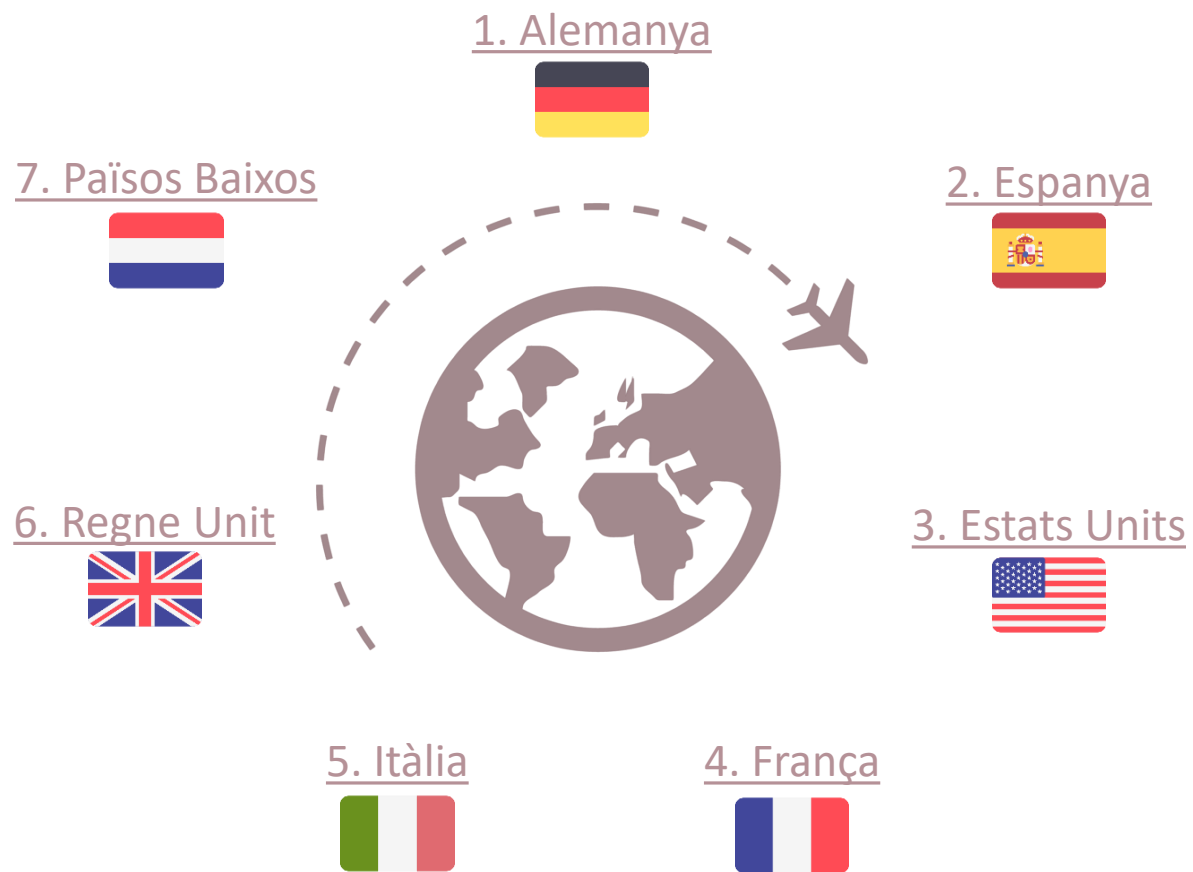 1. Alemanya
2. Espanya
3. Estats Units
4. França
5. Itàlia
6. Regne Unit
7. Països Baixos